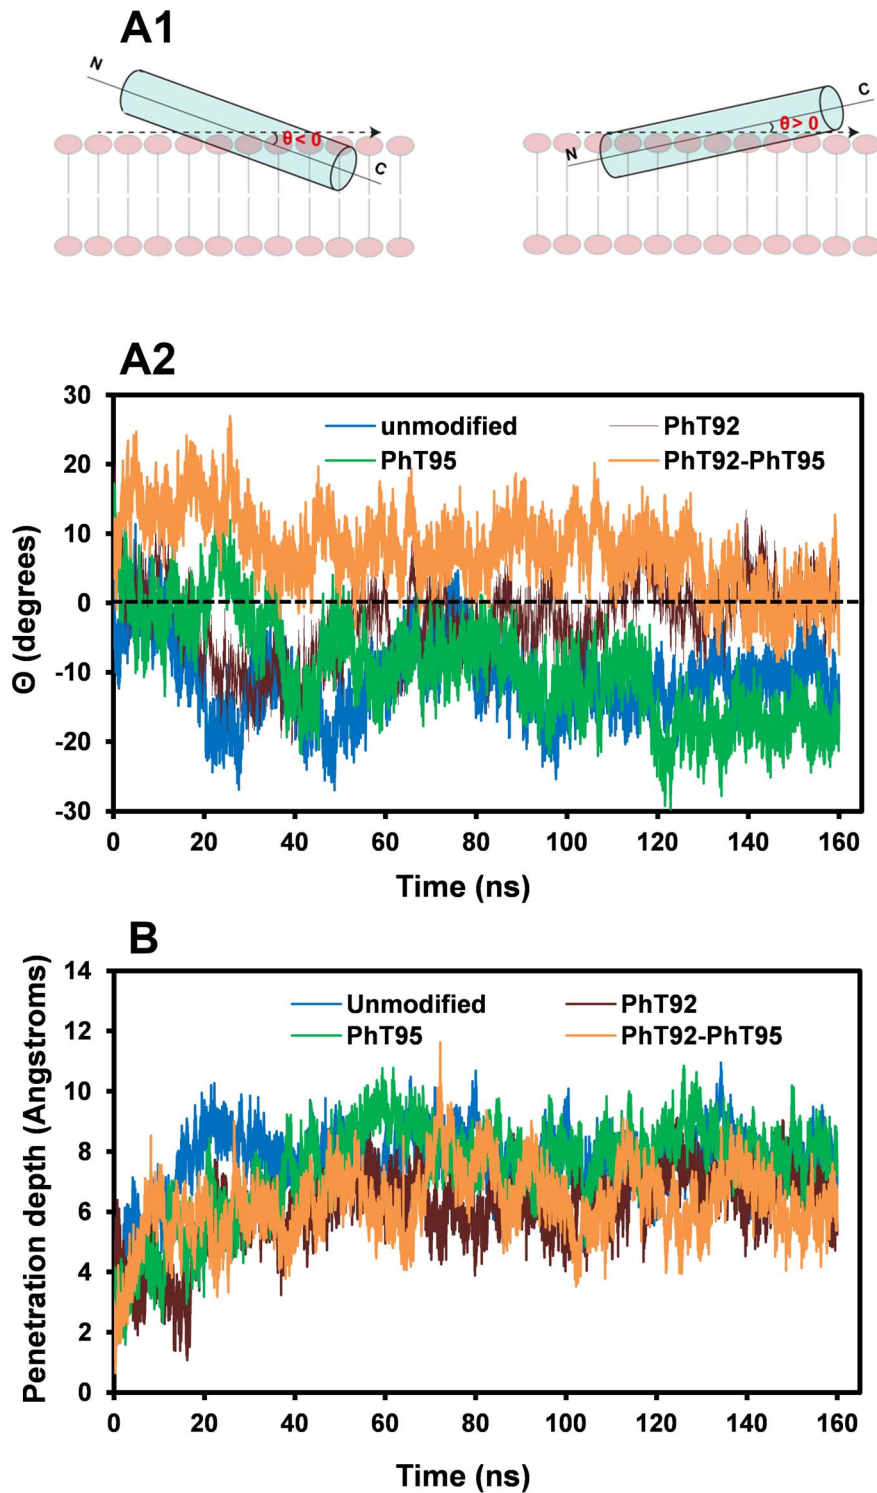 A1
N
θ< 0
C
C
θ> 0
N
A2
30
20
10
0
-10
-20
-30
Θ (degrees)
unmodified
PhT92
PhT95
PhT92-PhT95
0 20 40 60 80 100 120 140 160
Time (ns)
B
14
12
10
8
6
4
2
0
Penetration depth (Angstroms)
Unmodified
PhT92
PhT95
PhT92-PhT95
0 20 40 60 80 100 120 140 160
Time (ns)